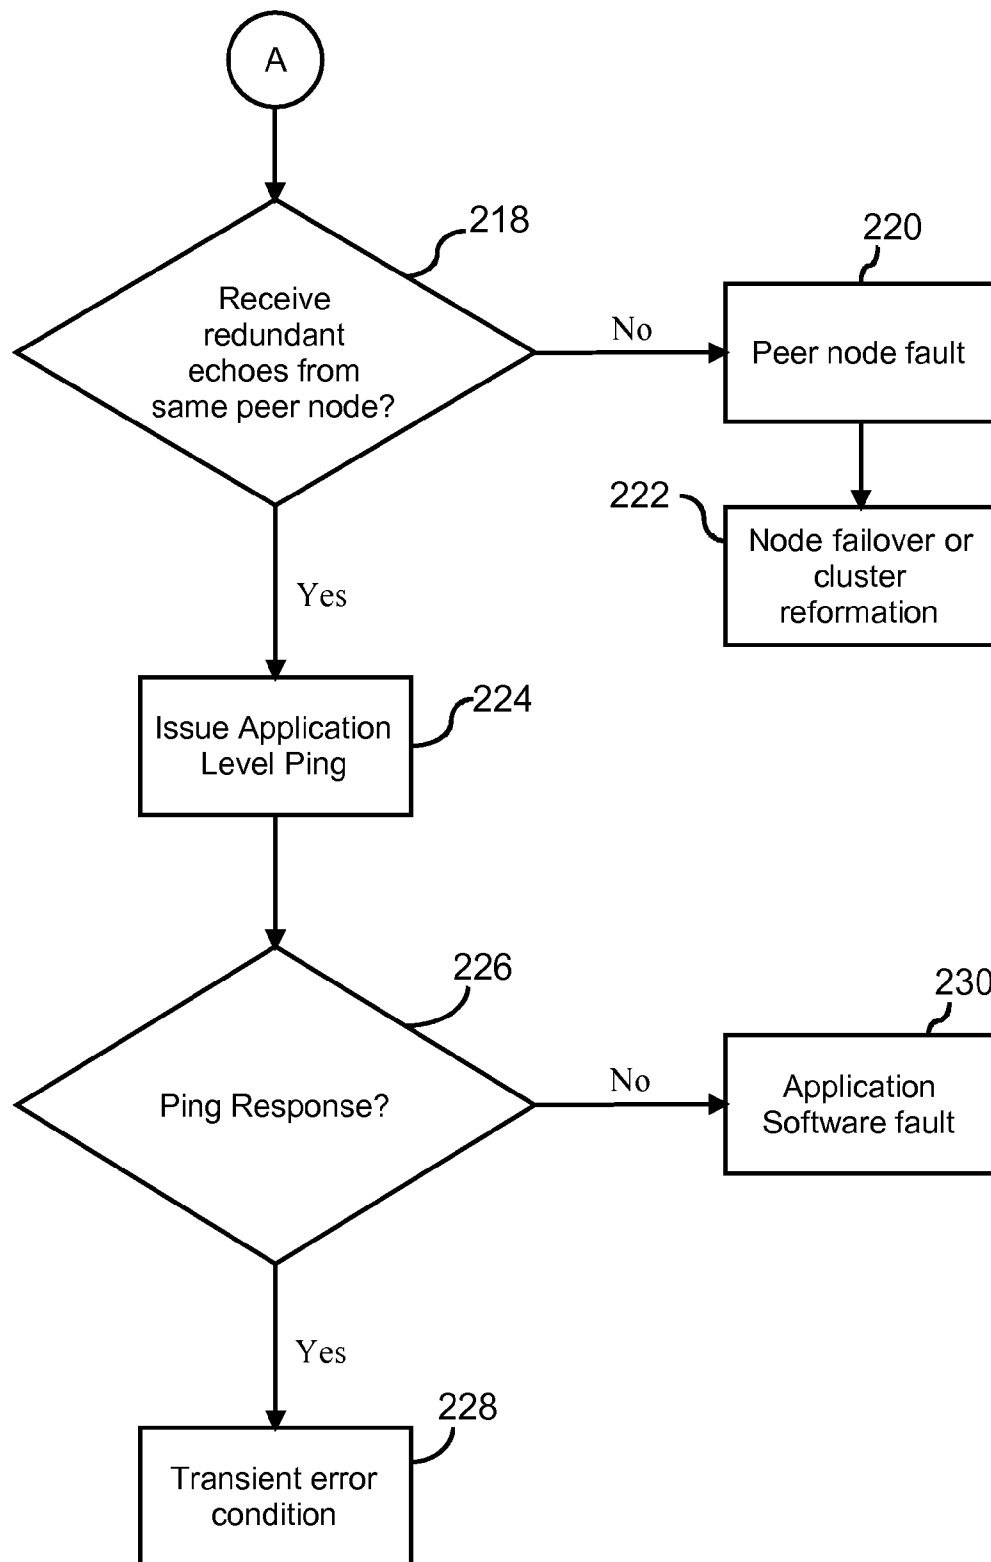 A
218
Receive
redundant
echoes from
same peer node?
No
220
Peer node fault
222
Node failover or
cluster
reformation
Yes
224
Issue Application
Level Ping
226
Ping Response?
No
230
Application
Software fault
Yes
228
Transient error
condition